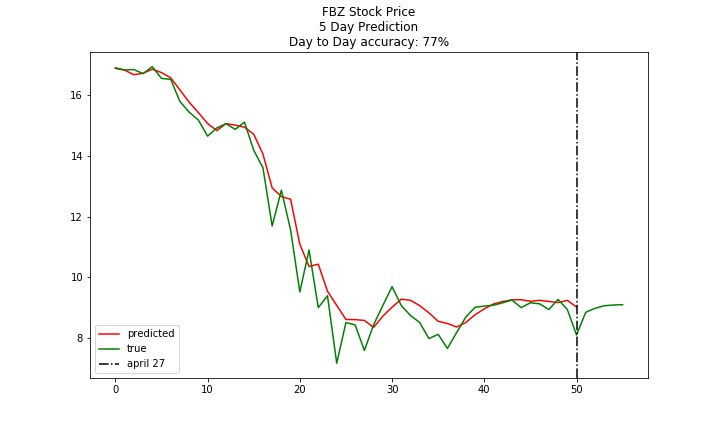 FBZ Stock Price
5 Day Prediction
Day to Day accuracy: 77%
16
14
12
10
8
predicted
true
april 27
0 10 20 30 40 50